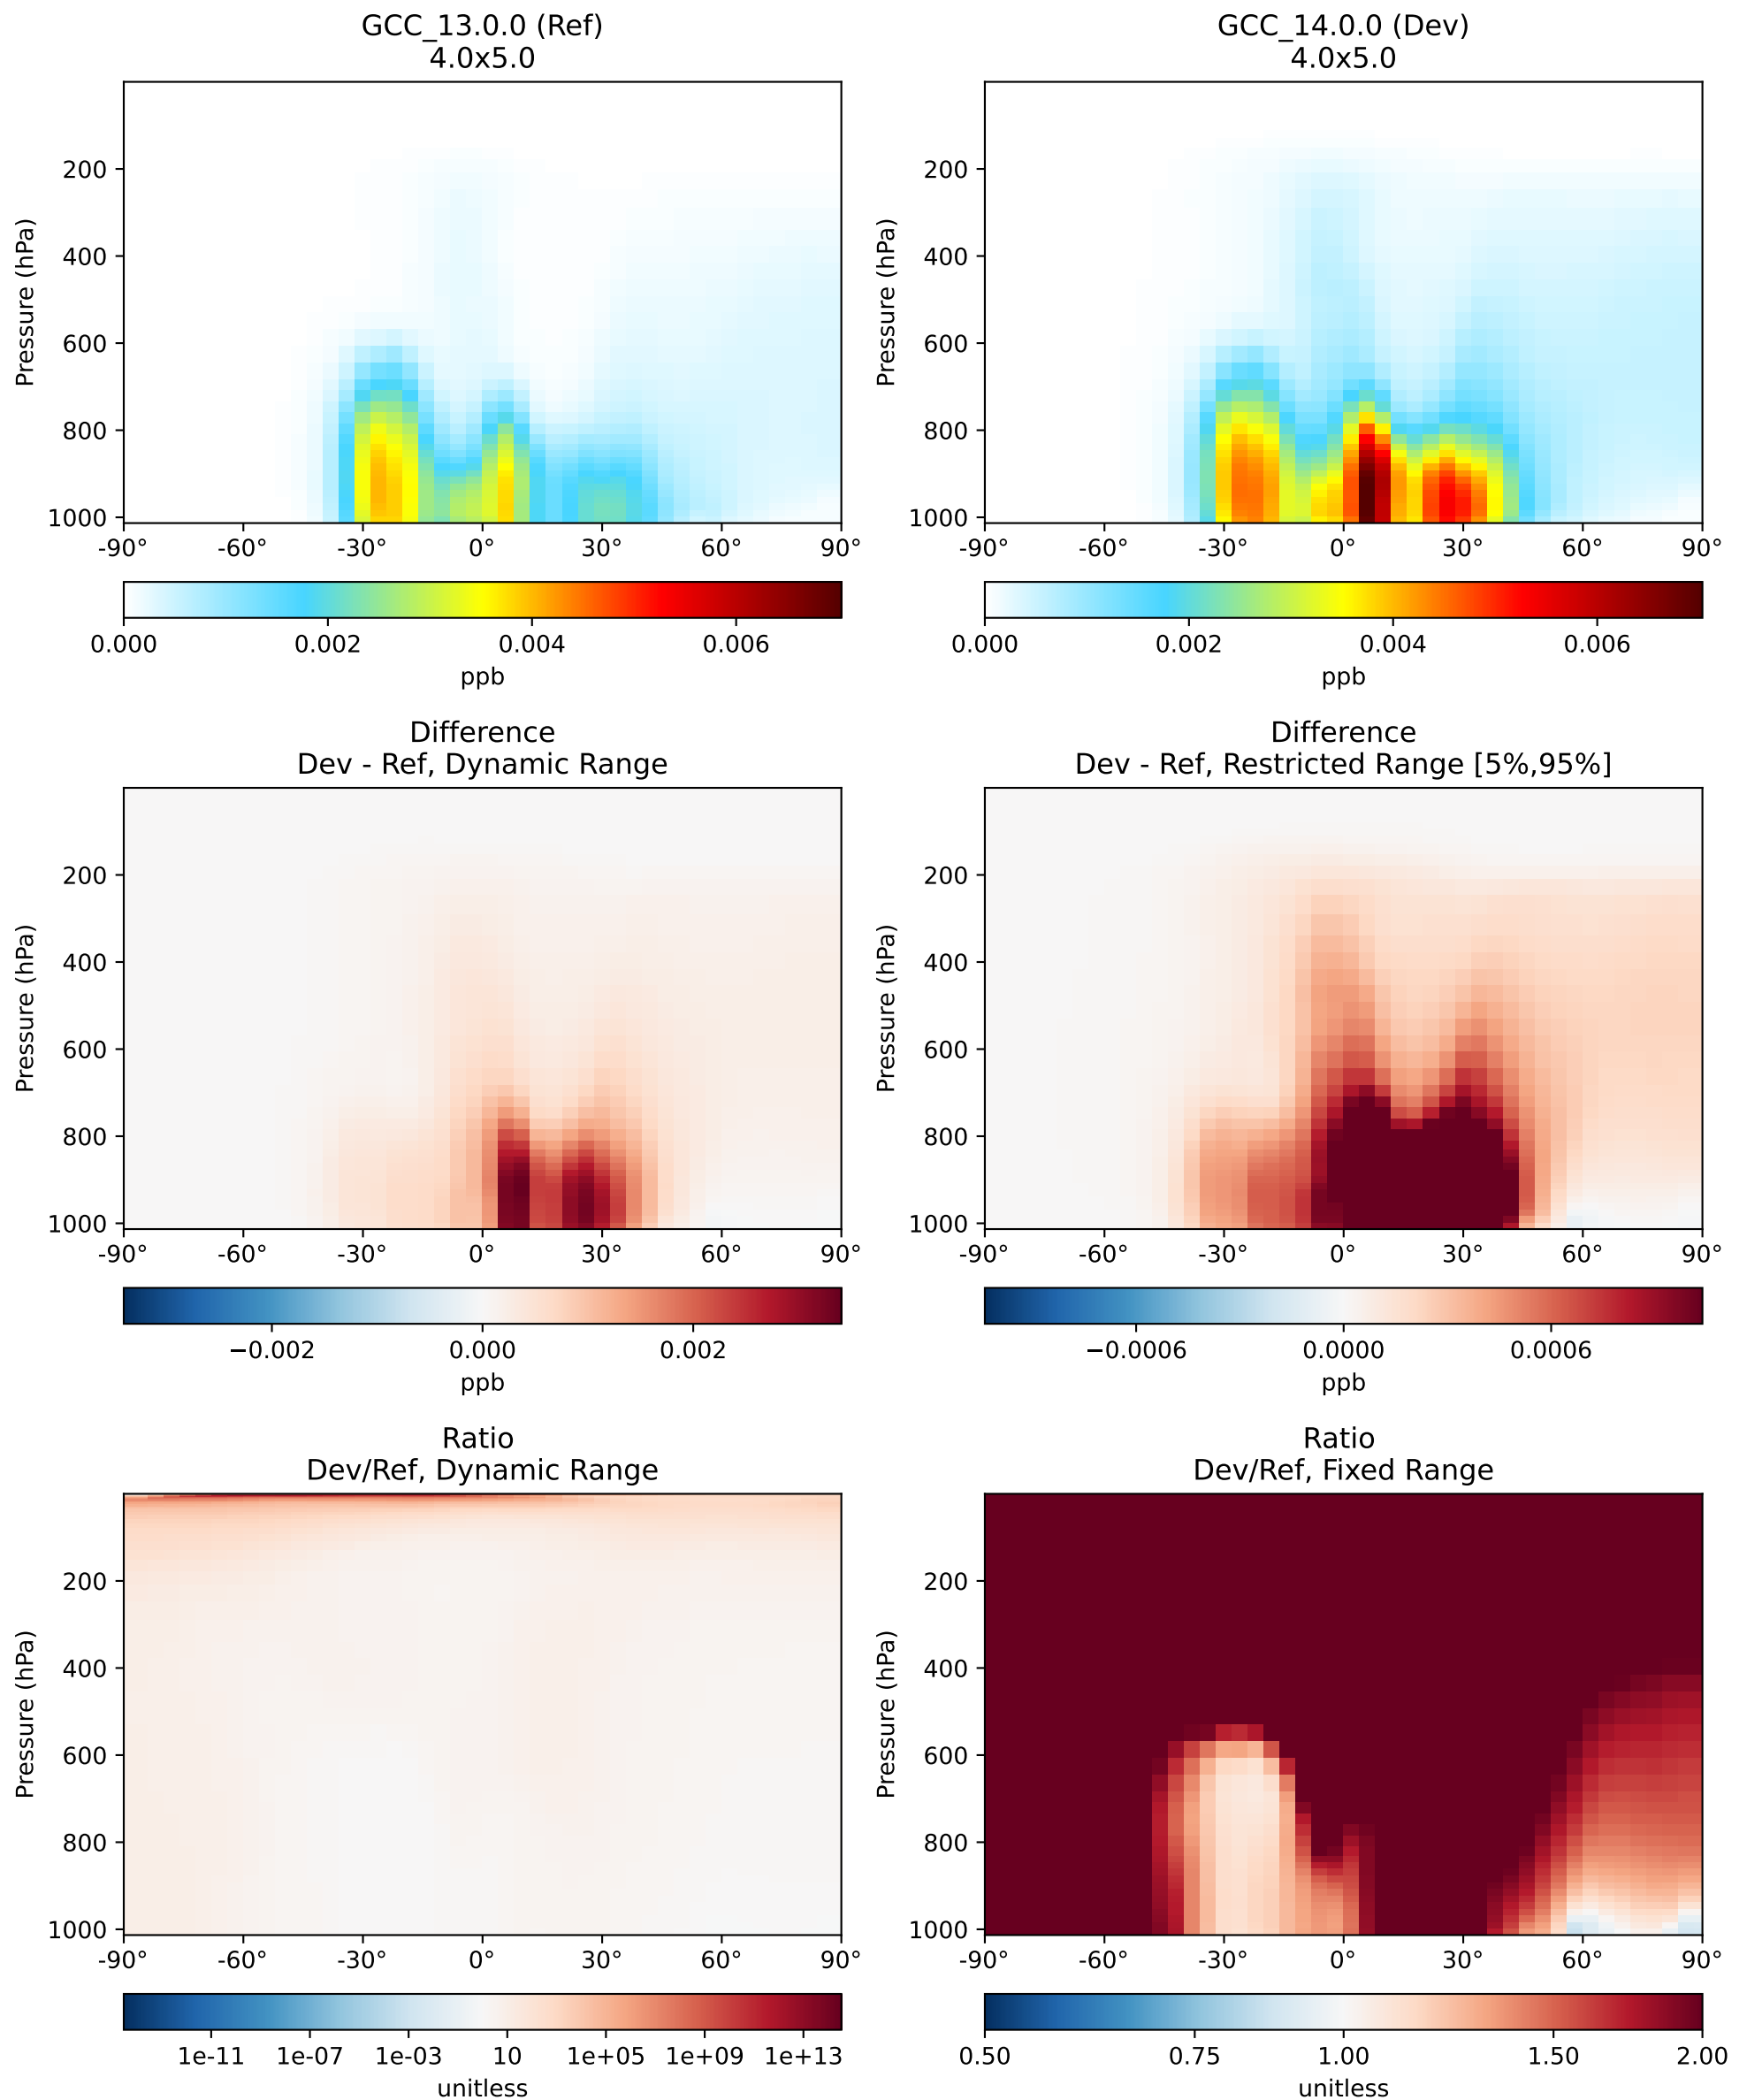 GCC_13.0.0 (Ref)
4.0x5.0
GCC_14.0.0 (Dev)
4.0x5.0
Pressure (hPa)
200
400
600
800
1000
-90° -60° -30° 0° 30° 60° 90°
0.000 0.002 0.004 0.006
ppb
Pressure (hPa)
200
400
600
800
1000
-90° -60° -30° 0° 30° 60° 90°
0.000 0.002 0.004 0.006
ppb
Difference
Dev - Ref, Dynamic Range
Difference
Dev - Ref, Restricted Range [5%,95%]
Pressure (hPa)
200
400
600
800
1000
-90° -60° -30° 0° 30° 60° 90°
−0.002 0.000 0.002
ppb
Pressure (hPa)
200
400
600
800
1000
-90° -60° -30° 0° 30° 60° 90°
−0.0006 0.0000 0.0006
ppb
Ratio
Dev/Ref, Dynamic Range
Ratio
Dev/Ref, Fixed Range
Pressure (hPa)
200
400
600
800
1000
-90° -60° -30° 0° 30° 60° 90°
1e-11 1e-07 1e-03 10 1e+05 1e+09 1e+13
unitless
Pressure (hPa)
200
400
600
800
1000
-90° -60° -30° 0° 30° 60° 90°
0.50 0.75 1.00 1.50 2.00
unitless